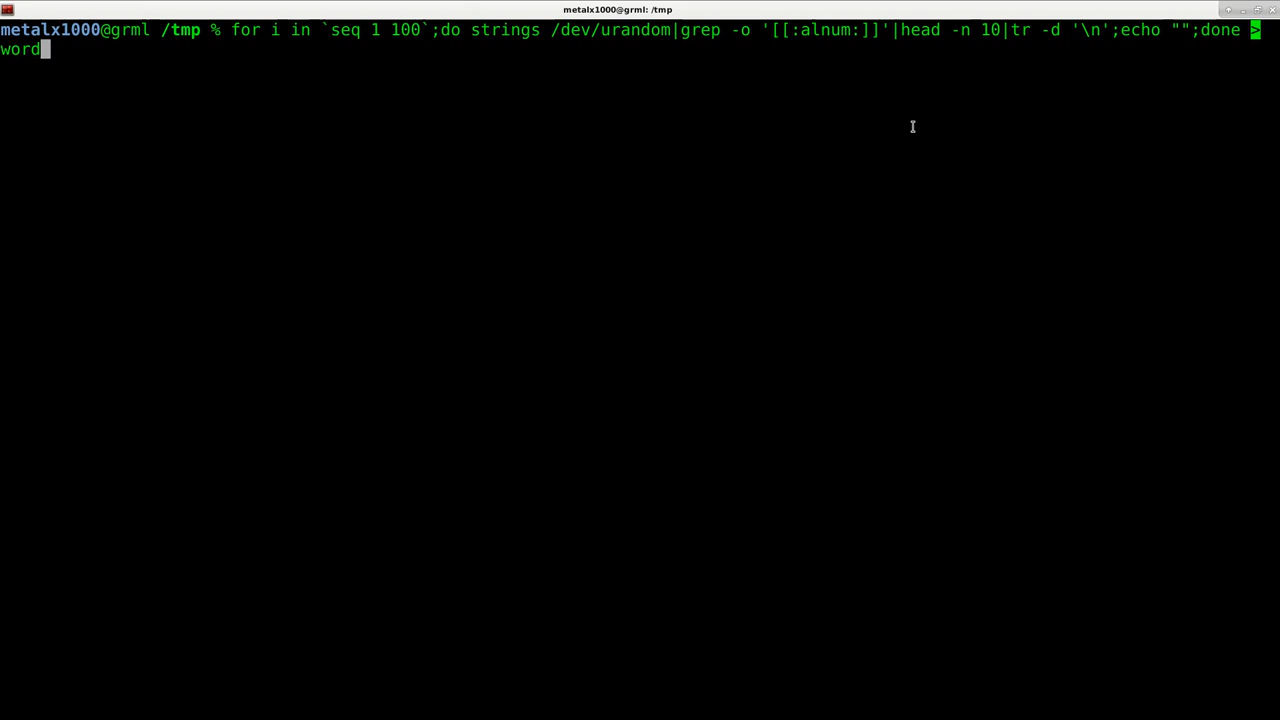 metalx1000@grml: /tmp
metalx1000@grml /tmp % for i in `seq 1 100`;do strings /dev/urandom|grep -o '[[:alnum:]]'|head -n 10|tr -d '\n';echo "";done >
word